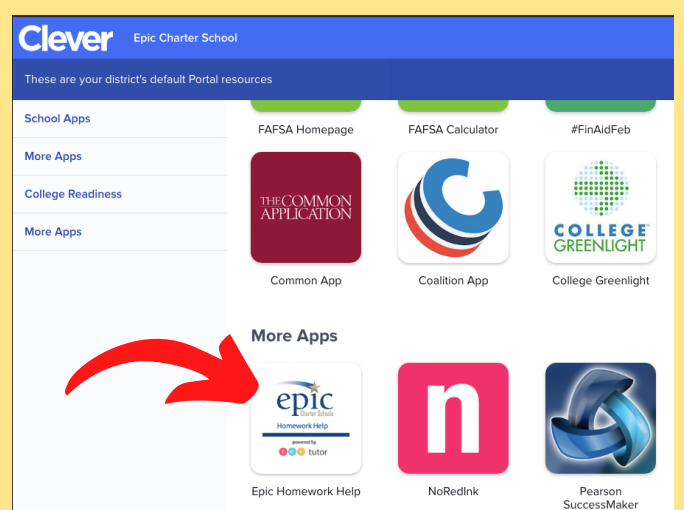 Clever Epic Charter School
These are your district's default Portal resources
School Apps
More Apps
College Readiness
More Apps
FAFSA Homepage
FAFSA Calculator
#FinAidFeb
THE COMMON
APPLICATION
COLLEGE
GREENLIGHT
Common App
Coalition App
College Greenlight
More Apps
epic
Charter Schools
Homework Help
powered by
tutor
n
Epic Homework Help
NoRedInk
Pearson
SuccessMaker